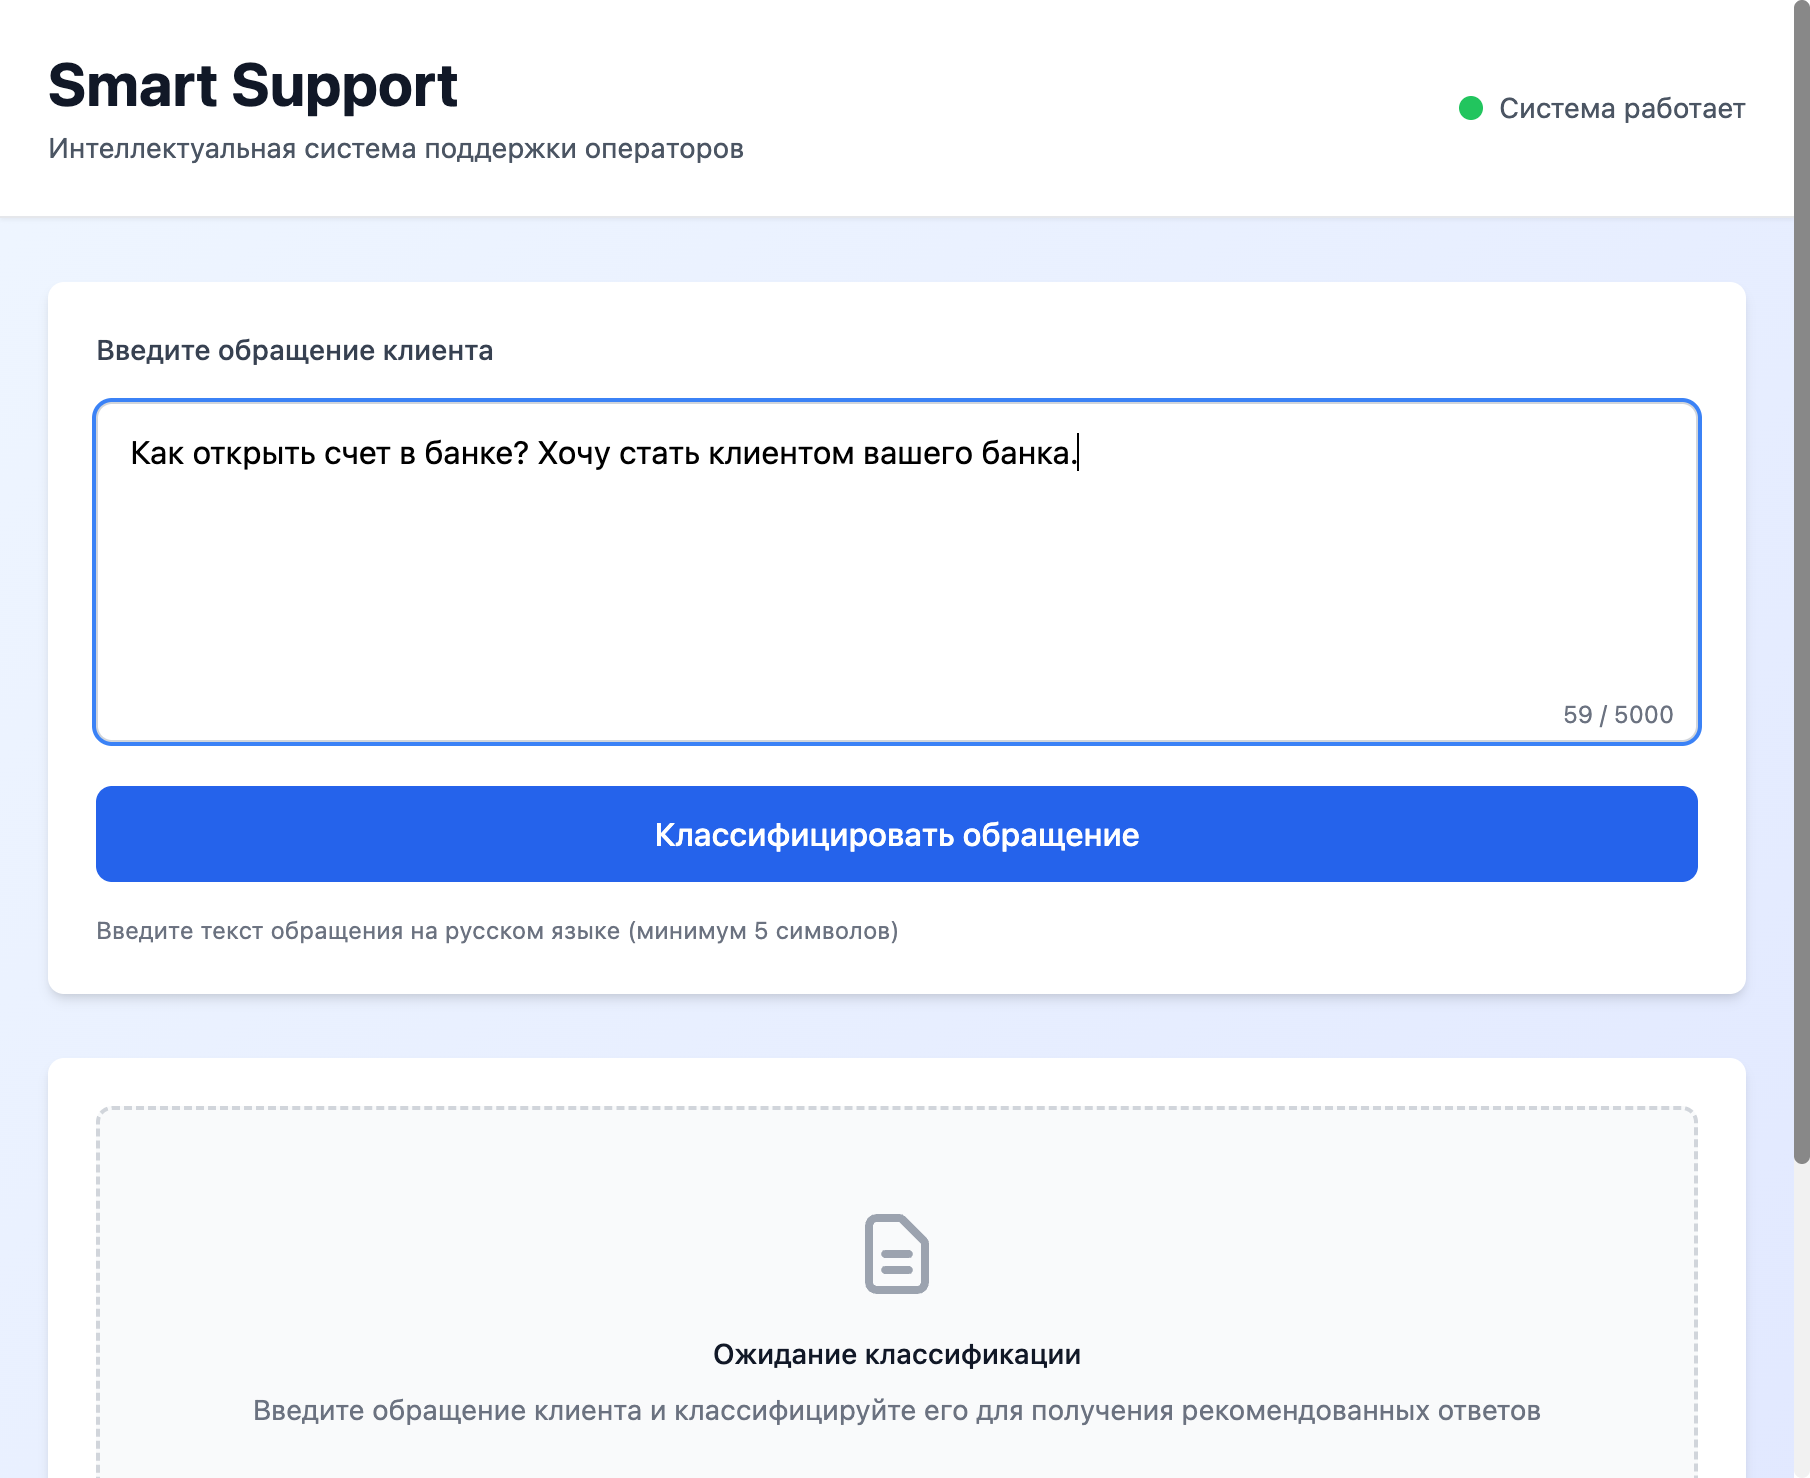 Smart Support
Интеллектуальная система поддержки операторов
Система работает
Введите обращение клиента
Как открыть счет в банке? Хочу стать клиентом вашего банка.
59 / 5000
Классифицировать обращение
Введите текст обращения на русском языке (минимум 5 символов)
Ожидание классификации
Введите обращение клиента и классифицируйте его для получения рекомендованных ответов